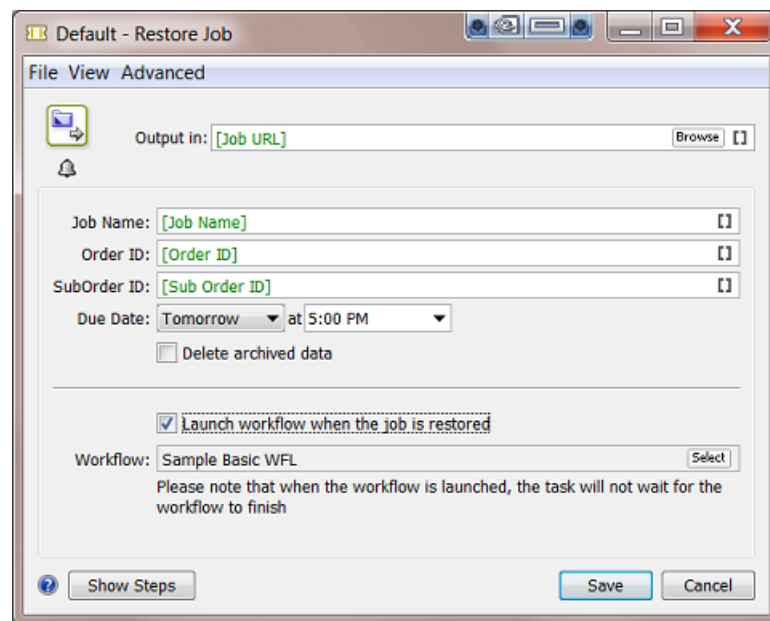 Default - Restore Job
File View Advanced
Output in: [Job URL] Browse []
Job Name: [Job Name] []
Order ID: [Order ID] []
SubOrder ID: [Sub Order ID] []
Due Date: Tomorrow at 5:00 PM
Delete archived data
Launch workflow when the job is restored
Workflow: Sample Basic WFL Select
Please note that when the workflow is launched, the task will not wait for the
workflow to finish
? Show Steps Save Cancel